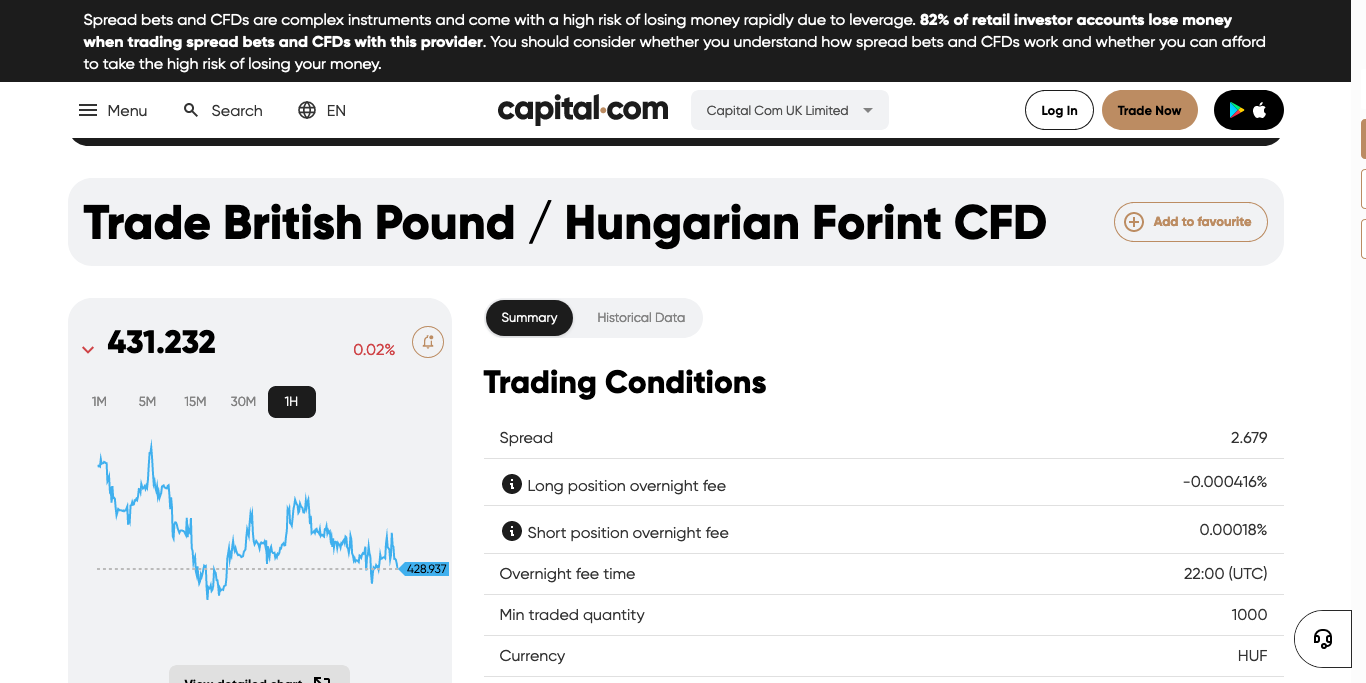 Spread bets and CFDs are complex instruments and come with a high risk of losing money rapidly due to leverage. 82% of retail investor accounts lose money
when trading spread bets and CFDs with this provider. You should consider whether you understand how spread bets and CFDs work and whether you can afford
to take the high risk of losing your money.
Menu Search EN capital.com Capital Com UK Limited Log In Trade Now
Trade British Pound / Hungarian Forint CFD Add to favourite
431.232 0.02%
1M 5M 15M 30M 1H
428.937
View detailed chart
Summary Historical Data
Trading Conditions
Spread 2.679
Long position overnight fee -0.000416%
Short position overnight fee 0.00018%
Overnight fee time 22:00 (UTC)
Min traded quantity 1000
Currency HUF